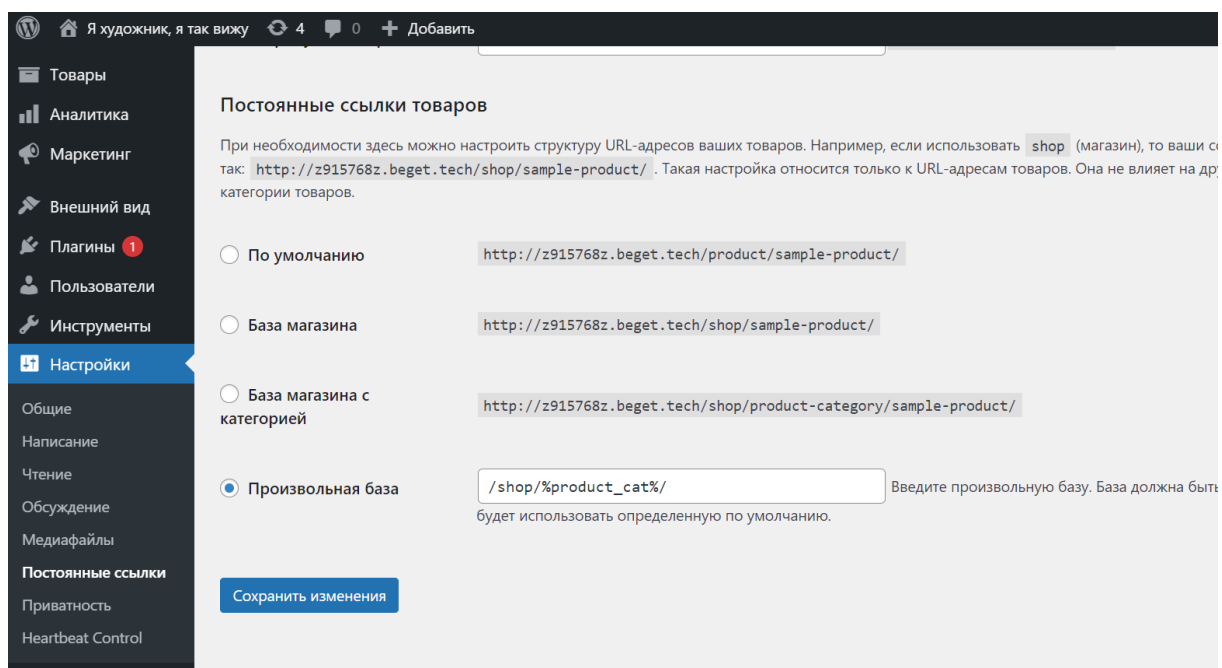 Я художник, я так вижу 4 0 Добавить
Товары
Аналитика
Маркетинг
Внешний вид
Плагины 1
Пользователи
Инструменты
Настройки
Общие
Написание
Чтение
Обсуждение
Медиафайлы
Постоянные ссылки
Приватность
Heartbeat Control
Постоянные ссылки товаров
При необходимости здесь можно настроить структуру URL-адресов ваших товаров. Например, если использовать shop (магазин), то ваши
так: http://z915768z.beget.tech/shop/sample-product/ . Такая настройка относится только к URL-адресам товаров. Она не влияет на
категории товаров.
По умолчанию http://z915768z.beget.tech/product/sample-product/
База магазина http://z915768z.beget.tech/shop/sample-product/
База магазина с
категорией http://z915768z.beget.tech/shop/product-category/sample-product/
Произвольная база /shop/%product_cat%/ Введите произвольную базу. База должна быть
будет использовать определенную по умолчанию.
Сохранить изменения